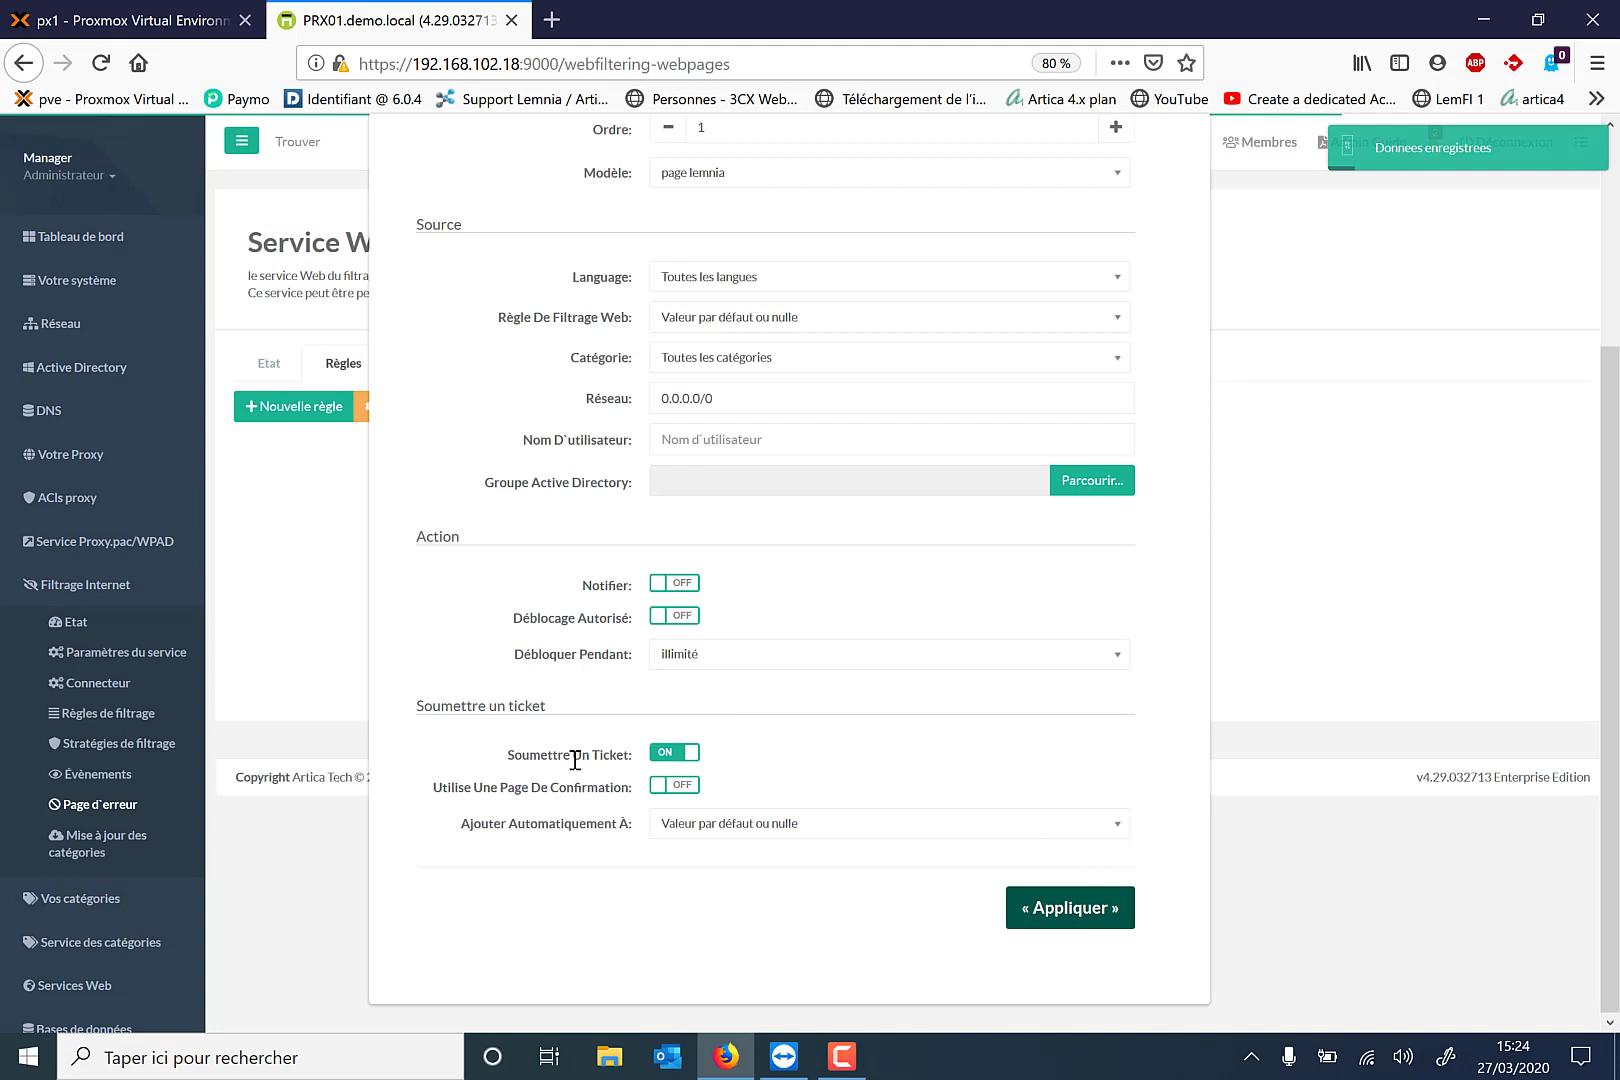 px1 - Proxmox Virtual Environm
PRX01.demo.local (4.29.032713
https://192.168.102.18:9000/webfiltering-webpages
80 %
ABP
0
pve - Proxmox Virtual ...
Paymo
Identifiant @ 6.0.4
Support Lemnia / Arti...
Personnes - 3CX Web...
Téléchargement de l'i...
Artica 4.x plan
YouTube
Create a dedicated Ac...
LemFI 1
artica4
Manager
Administrateur
Trouver
Membres
Donnees enregistrees
Tableau de bord
Votre système
Réseau
Active Directory
DNS
Votre Proxy
ACls proxy
Service Proxy.pac/WPAD
Filtrage Internet
Etat
Paramètres du service
Connecteur
Règles de filtrage
Stratégies de filtrage
Évènements
Page d`erreur
Mise à jour des
catégories
Vos catégories
Service des catégories
Services Web
Bases de données
Service W
le service Web du filtra
Ce service peut être pe
Etat
Règles
Nouvelle règle
Ordre:
1
Modèle:
page lemnia
Source
Language:
Toutes les langues
Règle De Filtrage Web:
Valeur par défaut ou nulle
Catégorie:
Toutes les catégories
Réseau:
0.0.0.0/0
Nom D`utilisateur:
Nom d`utilisateur
Groupe Active Directory:
Parcourir...
Action
Notifier:
OFF
Déblocage Autorisé:
OFF
Débloquer Pendant:
illimité
Soumettre un ticket
Soumettre Un Ticket:
ON
Utilise Une Page De Confirmation:
OFF
Ajouter Automatiquement À:
Valeur par défaut ou nulle
« Appliquer »
Copyright Artica Tech © 2
v4.29.032713 Enterprise Edition
Taper ici pour rechercher
15:24
27/03/2020